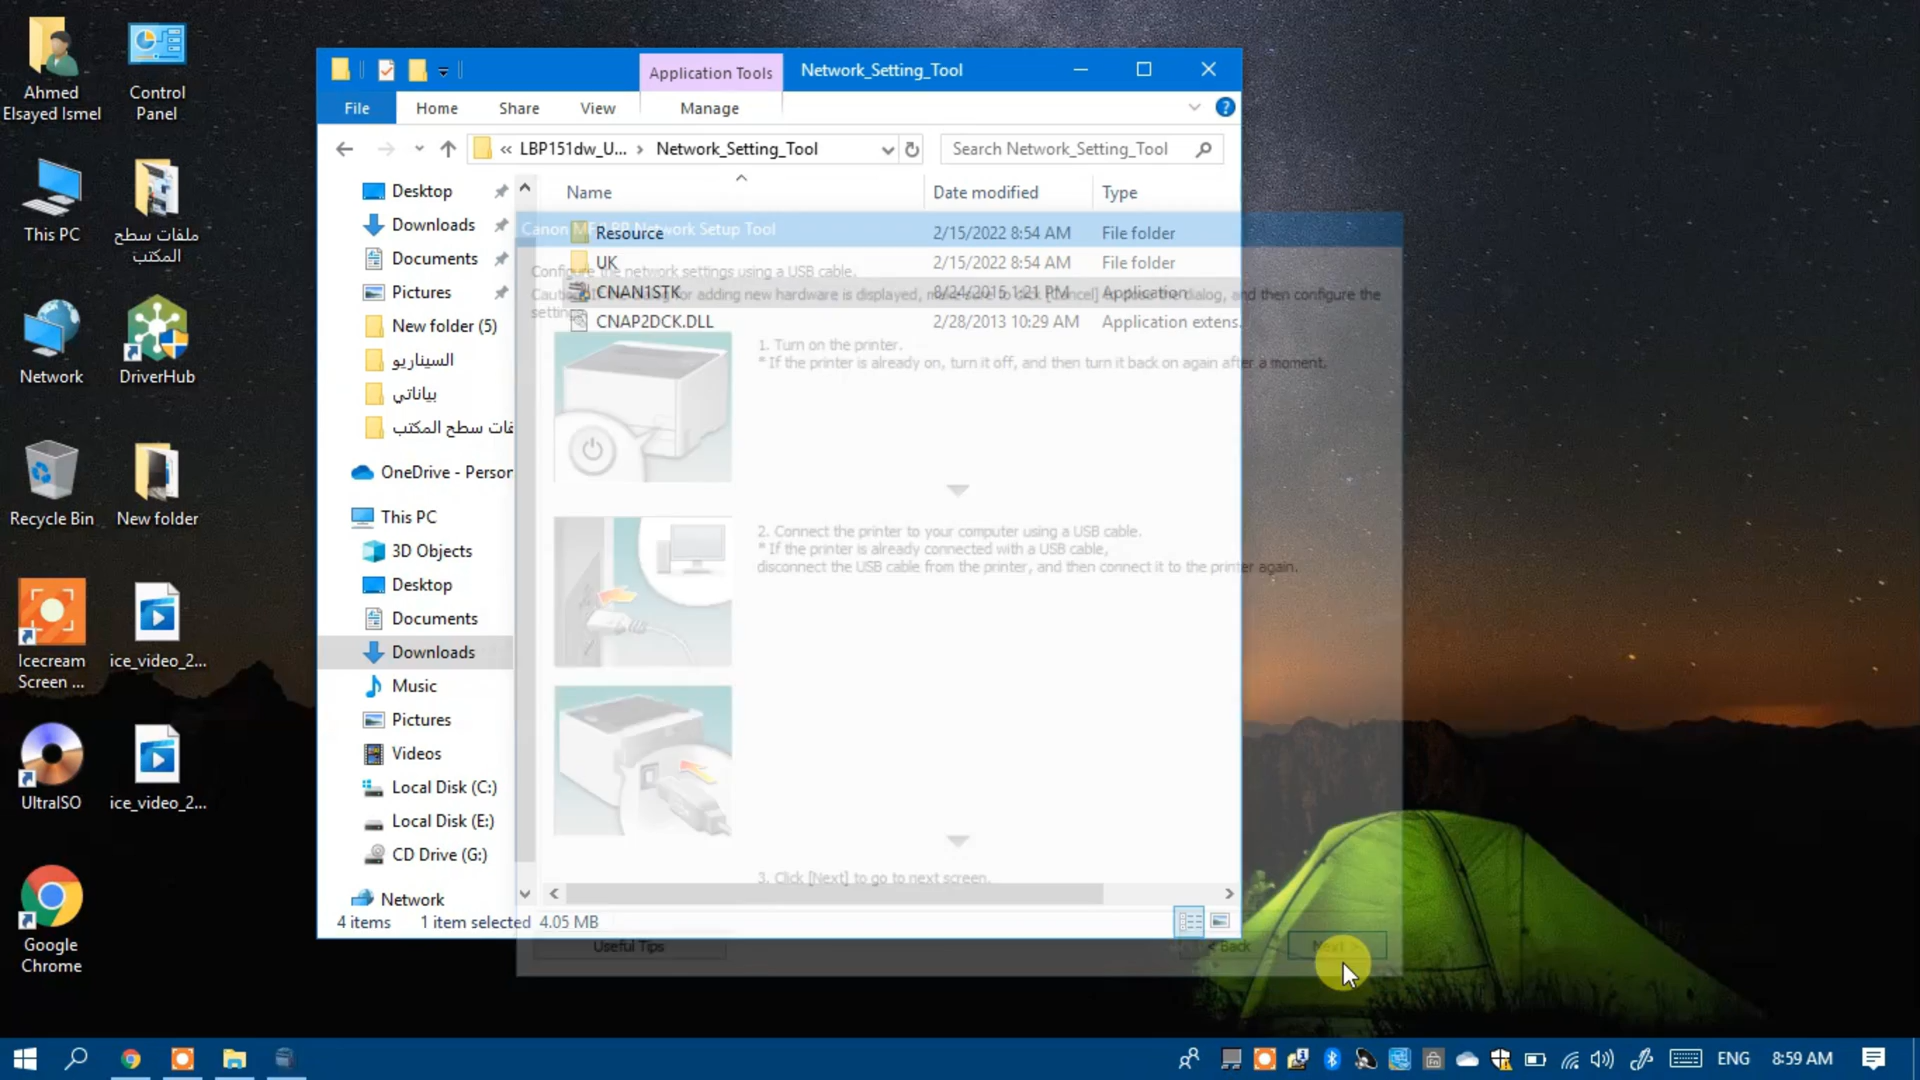 Ahmed
Elsayed Ismel
Control
Panel
This PC
ملفات سطح
المكتب
Network
DriverHub
Recycle Bin
New folder
Icecream
Screen ...
ice_video_2...
UltraISO
ice_video_2...
Google
Chrome
Application Tools
Network_Setting_Tool
File
Home
Share
View
Manage
« LBP151dw_U... › Network_Setting_Tool
Search Network_Setting_Tool
Desktop
Downloads
Documents
Pictures
New folder (5)
السيناريو
بياناتي
فات سطح المكتب
OneDrive - Person
This PC
3D Objects
Desktop
Documents
Downloads
Music
Pictures
Videos
Local Disk (C:)
Local Disk (E:)
CD Drive (G:)
Network
Name
Date modified
Type
Resource
2/15/2022 8:54 AM
File folder
UK
2/15/2022 8:54 AM
File folder
CNAN1STK
8/24/2015 1:21 PM
Application
CNAP2DCK.DLL
2/28/2013 10:29 AM
Application extens.
4 items
1 item selected 4.05 MB
Canon MF/LBP Network Setup Tool
Configure the network settings using a USB cable.
for adding new hardware is displayed, make sure to click [Cancel] to close the dialog, and then configure the
1. Turn on the printer.
* If the printer is already on, turn it off, and then turn it back on again after a moment.
2. Connect the printer to your computer using a USB cable.
* If the printer is already connected with a USB cable,
disconnect the USB cable from the printer, and then connect it to the printer again.
3. Click [Next] to go to next screen.
Useful Tips
< Back
Next >
ENG
8:59 AM